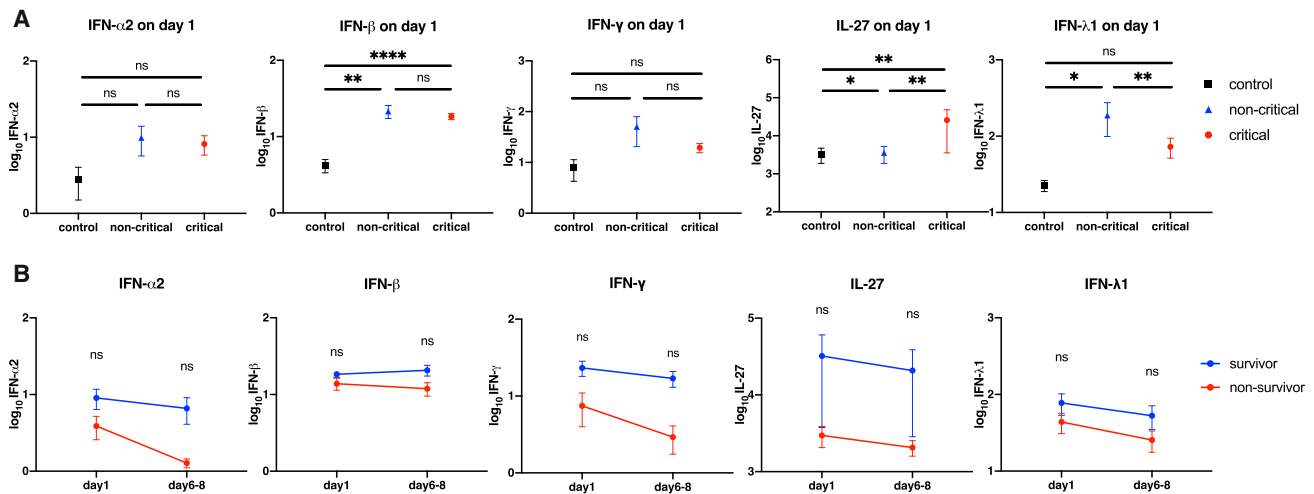 A
IFN-α2 on day 1
IFN-β on day 1
IFN-γ on day 1
IL-27 on day 1
IFN-λ1 on day 1
log10IFN-α2
2
1
0
ns
ns
ns
control
non-critical
critical
log10IFN-β
2
1
0
****
**
ns
control
non-critical
critical
log10IFN-γ
3
2
1
0
ns
ns
ns
control
non-critical
critical
log10IL-27
6
5
4
3
2
**
*
**
control
non-critical
critical
log10IFN-λ1
3
2
1
ns
*
**
control
non-critical
critical
control
non-critical
critical
B
IFN-α2
IFN-β
IFN-γ
IL-27
IFN-λ1
log10IFN-α2
2
1
0
ns
ns
day1
day6-8
log10IFN-β
2
1
0
ns
ns
day1
day6-8
log10IFN-γ
2
1
0
ns
ns
day1
day6-8
log10IL-27
5
4
3
ns
ns
day1
day6-8
log10IFN-λ1
3
2
1
ns
ns
day1
day6-8
survivor
non-survivor